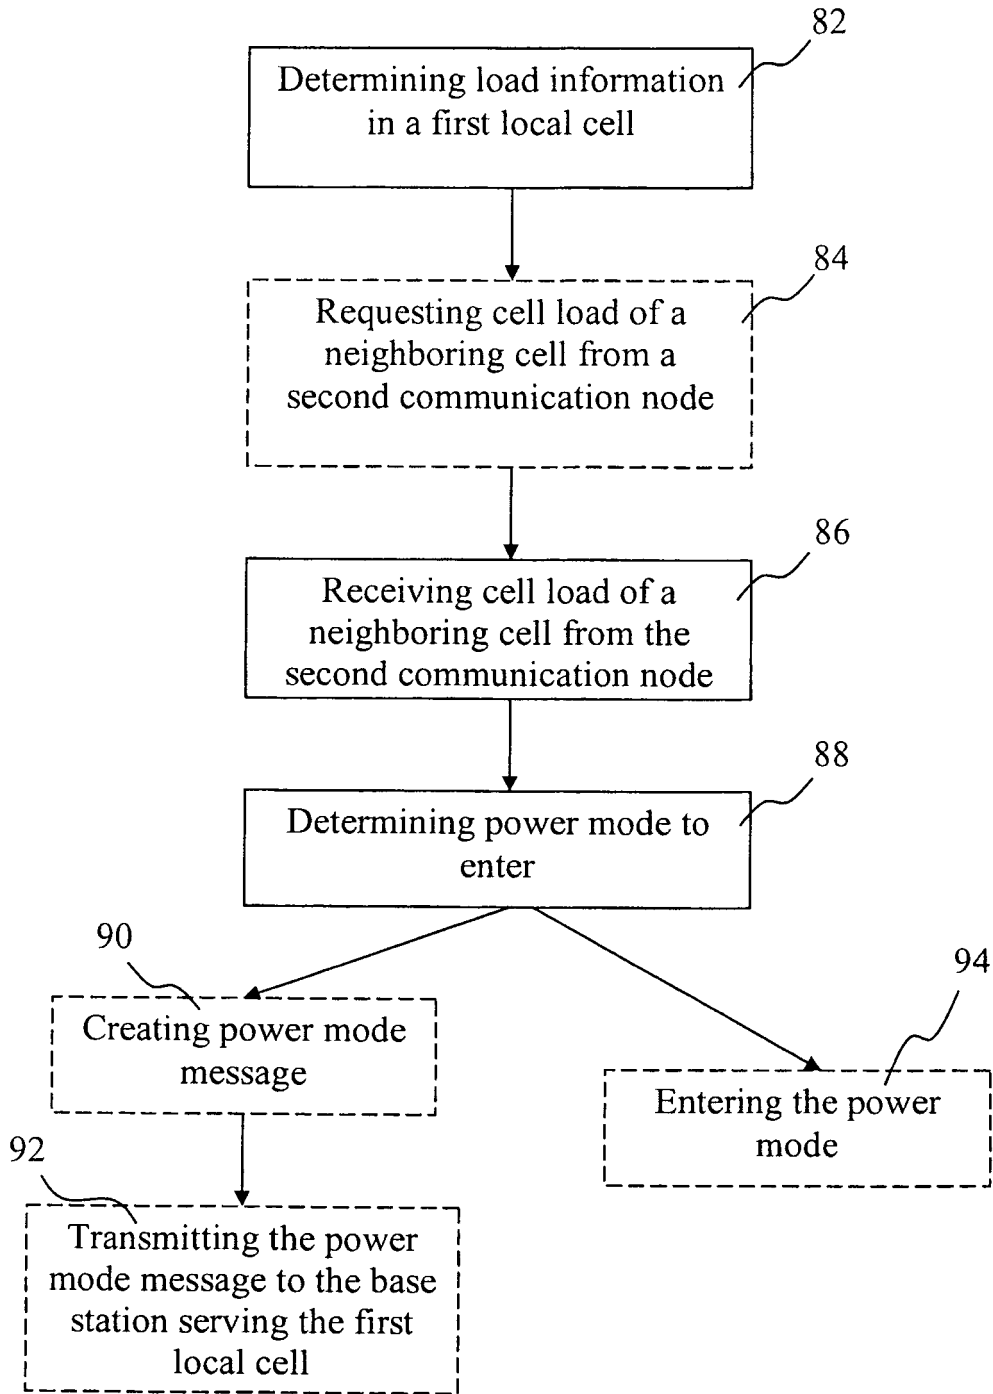 82
Determining load information
in a first local cell
84
Requesting cell load of a
neighboring cell from a
second communication node
86
Receiving cell load of a
neighboring cell from the
second communication node
88
Determining power mode to
enter
90
Creating power mode
message
94
Entering the power
mode
92
Transmitting the power
mode message to the base
station serving the first
local cell